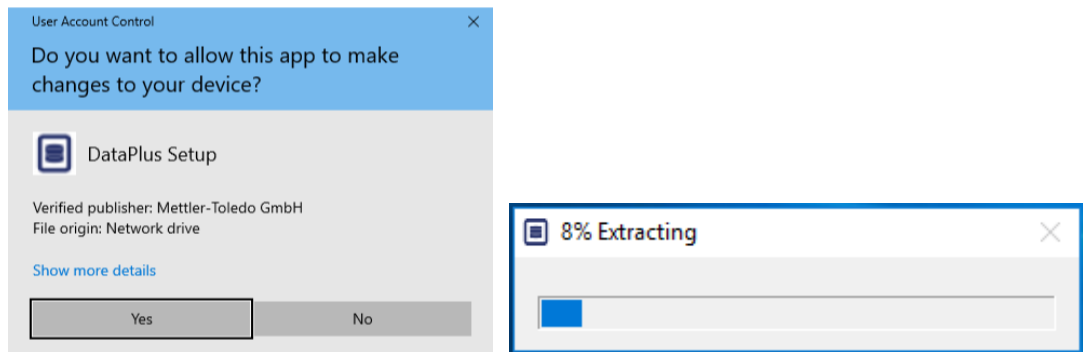 User Account Control
Do you want to allow this app to make
changes to your device?
DataPlus Setup
Verified publisher: Mettler-Toledo GmbH
File origin: Network drive
Show more details
Yes
No
8% Extracting